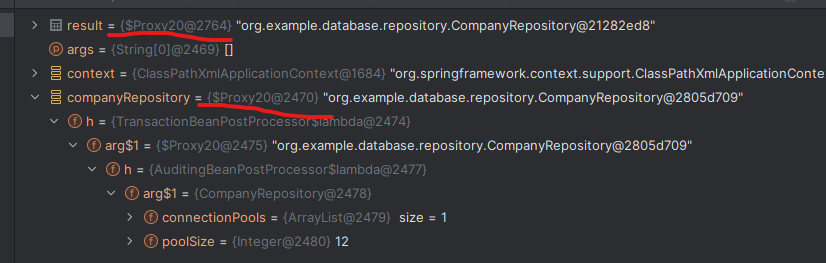 result = {$Proxy20@2764} "org.example.database.repository.CompanyRepository@21282ed8"
args = {String[0]@2469} []
context = {ClassPathXmlApplicationContext@1684} "org.springframework.context.support.ClassPathXmlApplicationConte
companyRepository = {$Proxy20@2470} "org.example.database.repository.CompanyRepository@2805d709"
h = {TransactionBeanPostProcessor$lambda@2474}
arg$1 = {$Proxy20@2475} "org.example.database.repository.CompanyRepository@2805d709"
h = {AuditingBeanPostProcessor$lambda@2477}
arg$1 = {CompanyRepository@2478}
connectionPools = {ArrayList@2479} size = 1
poolSize = {Integer@2480} 12